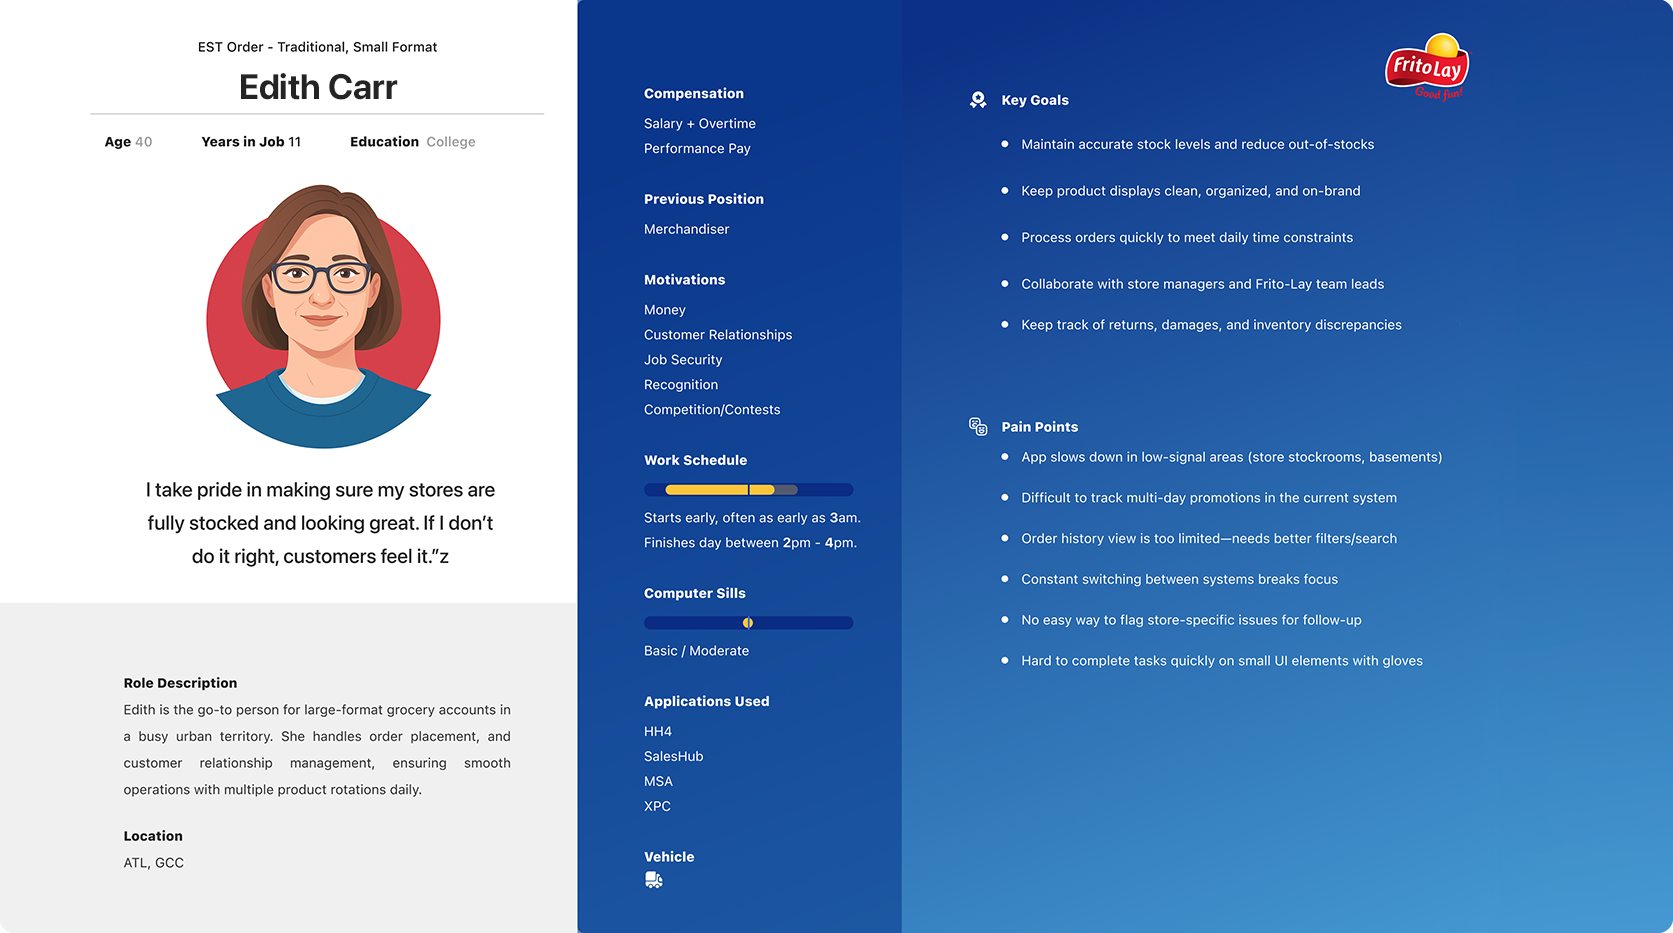 EST Order - Traditional, Small Format
Edith Carr
Age 40
Years in Job 11
Education College
I take pride in making sure my stores are
fully stocked and looking great. If I don’t
do it right, customers feel it.”z
Role Description
Edith is the go-to person for large-format grocery accounts in
a busy urban territory. She handles order placement, and
customer relationship management, ensuring smooth
operations with multiple product rotations daily.
Location
ATL, GCC
Compensation
Salary + Overtime
Performance Pay
Previous Position
Merchandiser
Motivations
Money
Customer Relationships
Job Security
Recognition
Competition/Contests
Work Schedule
Starts early, often as early as 3am.
Finishes day between 2pm - 4pm.
Computer Sills
Basic / Moderate
Applications Used
HH4
SalesHub
MSA
XPC
Vehicle
Frito Lay
Good fun!
Key Goals
Maintain accurate stock levels and reduce out-of-stocks
Keep product displays clean, organized, and on-brand
Process orders quickly to meet daily time constraints
Collaborate with store managers and Frito-Lay team leads
Keep track of returns, damages, and inventory discrepancies
Pain Points
App slows down in low-signal areas (store stockrooms, basements)
Difficult to track multi-day promotions in the current system
Order history view is too limited—needs better filters/search
Constant switching between systems breaks focus
No easy way to flag store-specific issues for follow-up
Hard to complete tasks quickly on small UI elements with gloves